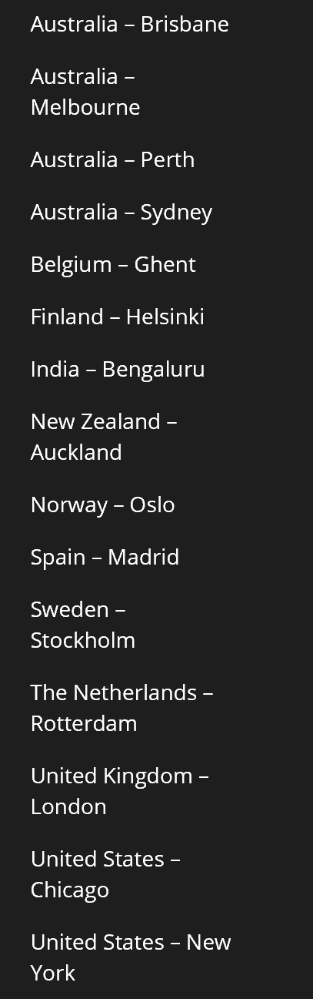 Australia – Brisbane
Australia –
Melbourne
Australia – Perth
Australia – Sydney
Belgium – Ghent
Finland – Helsinki
India – Bengaluru
New Zealand –
Auckland
Norway – Oslo
Spain – Madrid
Sweden –
Stockholm
The Netherlands –
Rotterdam
United Kingdom –
London
United States –
Chicago
United States – New
York